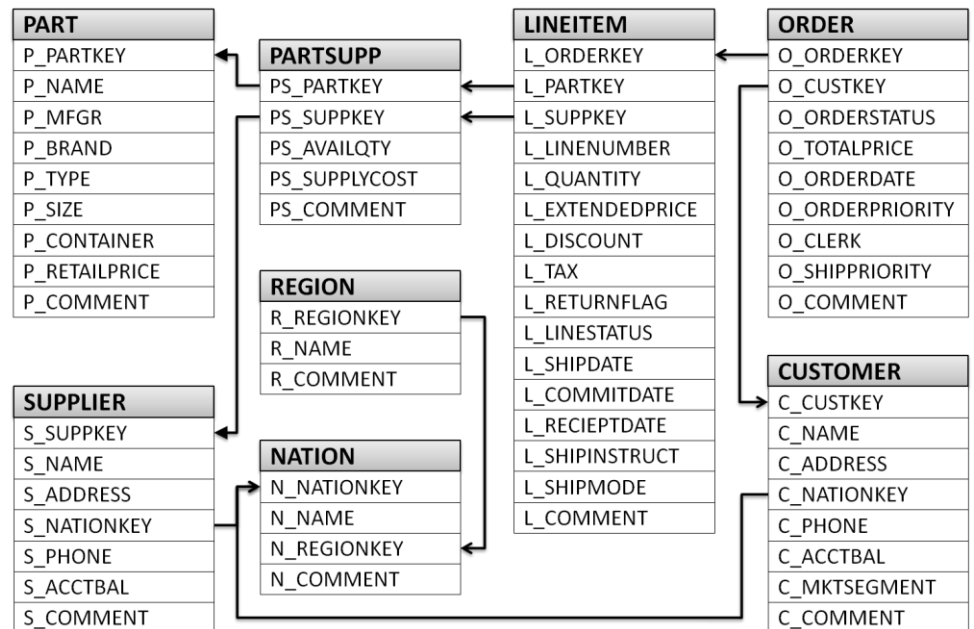 PART
P_PARTKEY
P_NAME
P_MFGR
P_BRAND
P_TYPE
P_SIZE
P_CONTAINER
P_RETAILPRICE
P_COMMENT
SUPPLIER
S_SUPPKEY
S_NAME
S_ADDRESS
S_NATIONKEY
S_PHONE
S_ACCTBAL
S_COMMENT
PARTSUPP
PS_PARTKEY
PS_SUPPKEY
PS_AVAILQTY
PS_SUPPLYCOST
PS_COMMENT
REGION
R_REGIONKEY
R_NAME
R_COMMENT
NATION
N_NATIONKEY
N_NAME
N_REGIONKEY
N_COMMENT
LINEITEM
L_ORDERKEY
L_PARTKEY
L_SUPPKEY
L_LINENUMBER
L_QUANTITY
L_EXTENDEDPRICE
L_DISCOUNT
L_TAX
L_RETURNFLAG
L_LINESTATUS
L_SHIPDATE
L_COMMITDATE
L_RECIEPTDATE
L_SHIPINSTRUCT
L_SHIPMODE
L_COMMENT
ORDER
O_ORDERKEY
O_CUSTKEY
O_ORDERSTATUS
O_TOTALPRICE
O_ORDERDATE
O_ORDERPRIORITY
O_CLERK
O_SHIPPRIORITY
O_COMMENT
CUSTOMER
C_CUSTKEY
C_NAME
C_ADDRESS
C_NATIONKEY
C_PHONE
C_ACCTBAL
C_MKTSEGMENT
C_COMMENT